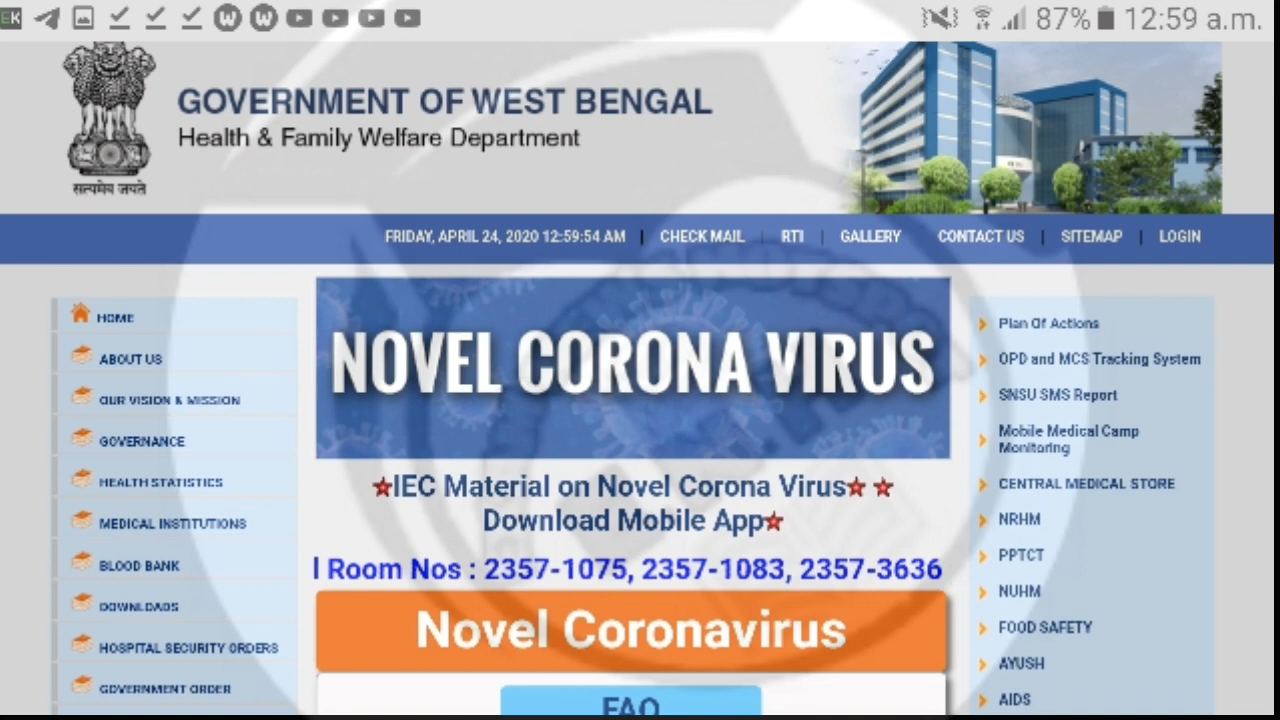 EK
87% 12:59 a.m.
GOVERNMENT OF WEST BENGAL
Health & Family Welfare Department
सत्यमेव जयते
FRIDAY, APRIL 24, 2020 12:59:54 AM | CHECK MAIL | RTI | GALLERY CONTACT US | SITEMAP | LOGIN
HOME
ABOUT US
OUR VISION & MISSION
GOVERNANCE
HEALTH STATISTICS
MEDICAL INSTITUTIONS
BLOOD BANK
DOWNLOADS
HOSPITAL SECURITY ORDERS
GOVERNMENT ORDER
NOVEL CORONA VIRUS
IEC Material on Novel Corona Virus
Download Mobile App
l Room Nos : 2357-1075, 2357-1083, 2357-3636
Novel Coronavirus
FAQ
Plan Of Actions
OPD and MCS Tracking System
SNSU SMS Report
Mobile Medical Camp
Monitoring
CENTRAL MEDICAL STORE
NRHM
PPTCT
NUHM
FOOD SAFETY
AYUSH
AIDS